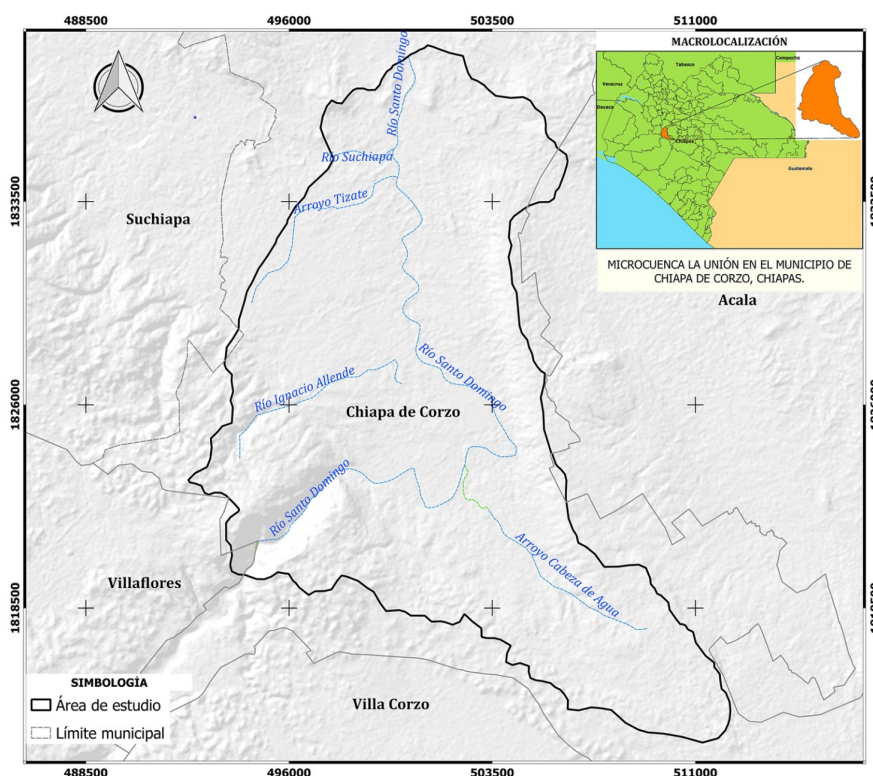 488500
496000
503500
511000
MACROLOCALIZACIÓN
Campeche
Tabasco
Veracruz
Oaxaca
Chiapas
Guatemala
MICROCUENCA LA UNIÓN EN EL MUNICIPIO DE
CHIAPA DE CORZO, CHIAPAS.
Río Santo Domingo
Río Suchiapa
Arroyo Tizate
1833500
Suchiapa
Acala
Río Santo Domingo
Río Ignacio Allende
Chiapa de Corzo
1826000
Río Santo Domingo
Arroyo Cabeza de Agua
Villaflores
1818500
Villa Corzo
SIMBOLOGÍA
Área de estudio
Límite municipal
488500
496000
503500
511000